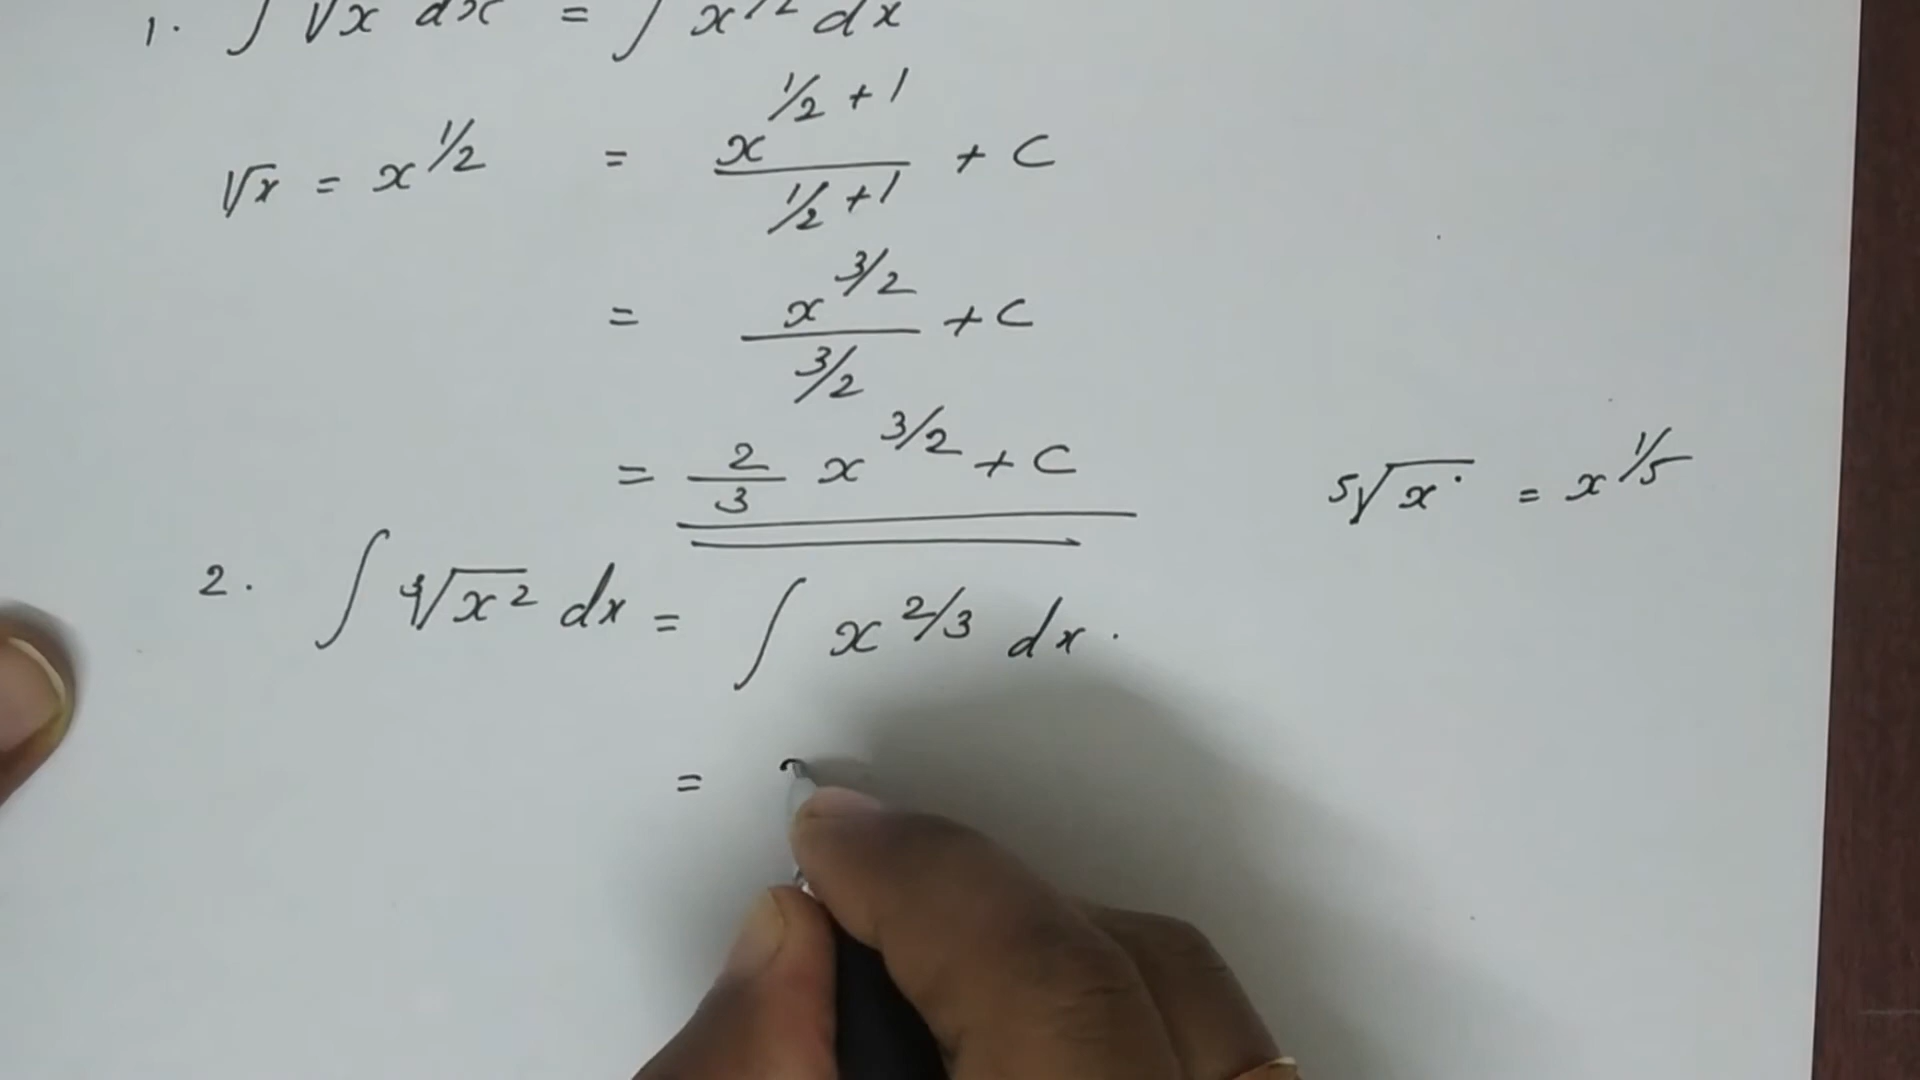 1. ∫ √x dx = ∫ x^1/2 dx
√x = x^1/2 = x^(1/2 + 1) / (1/2 + 1) + C
= x^3/2 / 3/2 + C
= 2/3 x^3/2 + C
5√x = x^1/5
2. ∫ 3√x² dx = ∫ x^2/3 dx.
=